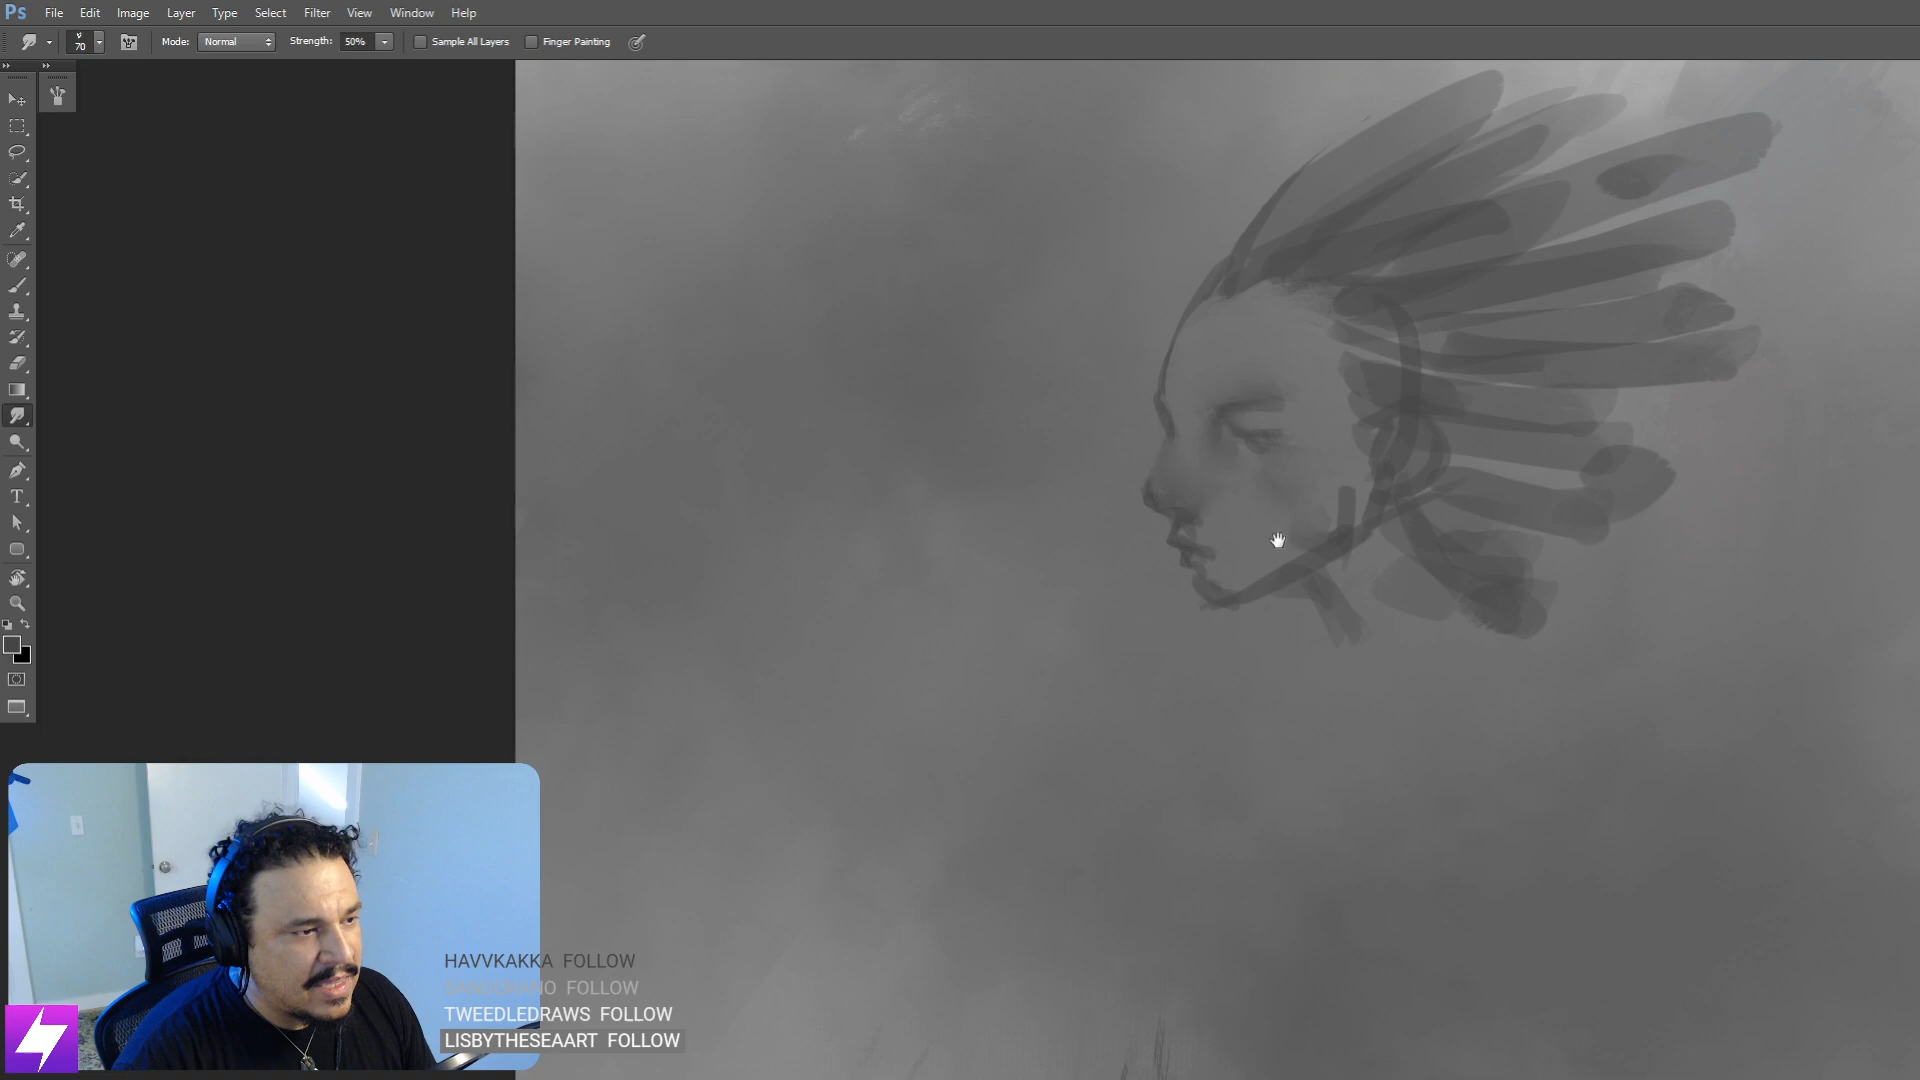 Ps File Edit Image Layer Type Select Filter View Window Help
70 Mode: Normal Strength: 50% Sample All Layers Finger Painting
T
HAVVKAKKA FOLLOW
FOLLOW
TWEEDLEDRAWS FOLLOW
LISBYTHESEAART FOLLOW